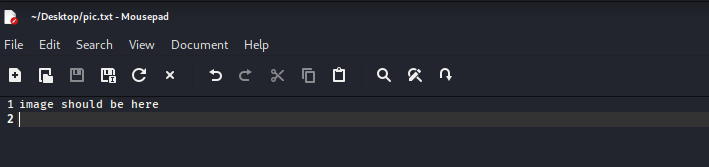 ~/Desktop/pic.txt - Mousepad
File Edit Search View Document Help
1 image should be here
2